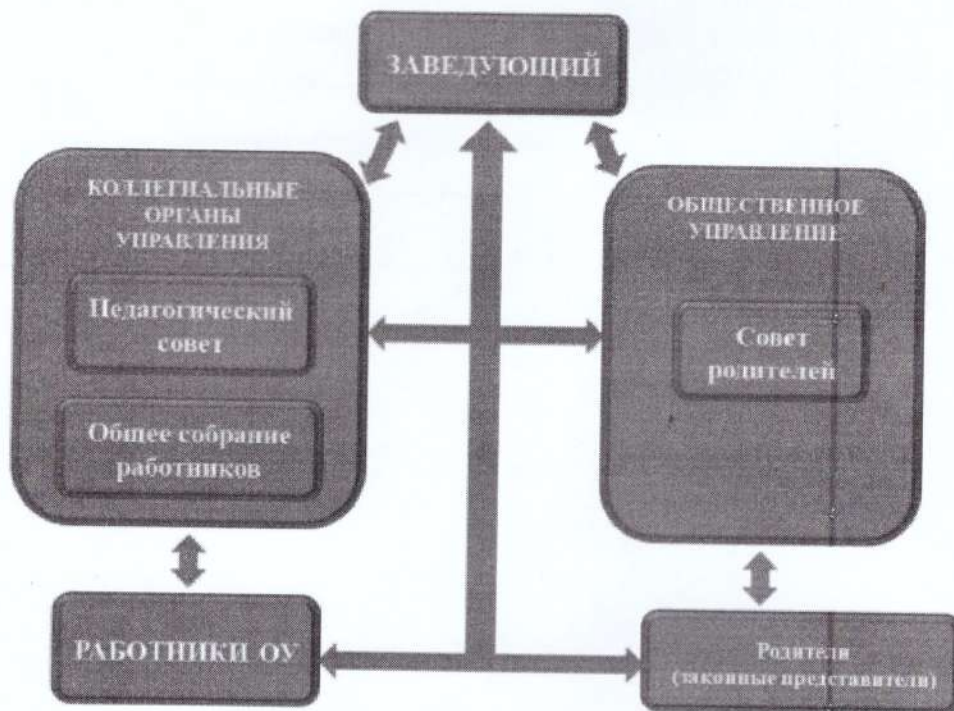 ЗАВЕДУЮЩИЙ
КОЛЛЕГИАЛЬНЫЕ
ОРГАНЫ
УПРАВЛЕНИЯ
Педагогический
совет
Общее собрание
работников
ОБЩЕСТВЕННОЕ
УПРАВЛЕНИЕ
Совет
родителей
РАБОТНИКИ ОУ
Родители
(законные представители)